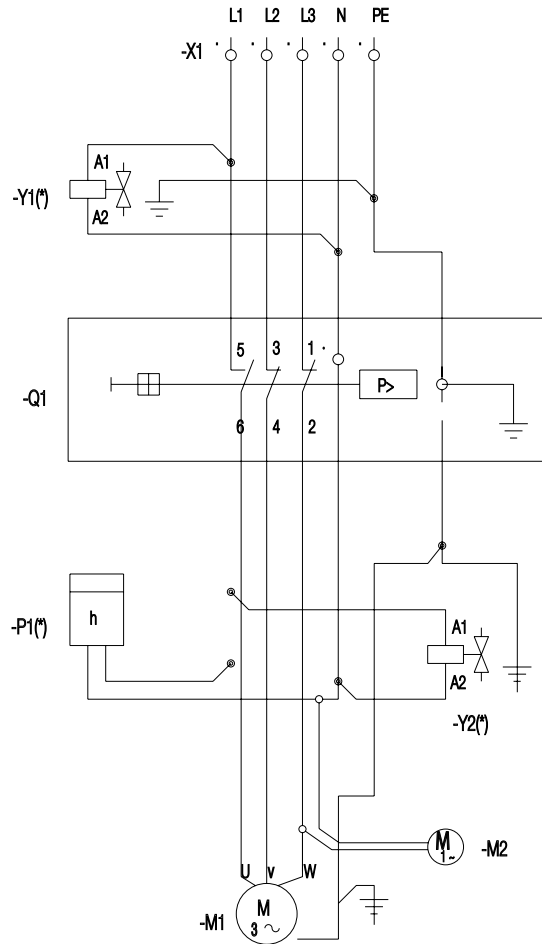 L1 L2 L3 N PE
-X1
A1
-Y1(*)
A2
5 3 1
P>
-Q1
6 4 2
h
-P1(*)
A1
A2
-Y2(*)
M
1~
-M2
U v W
-M1
M
3~